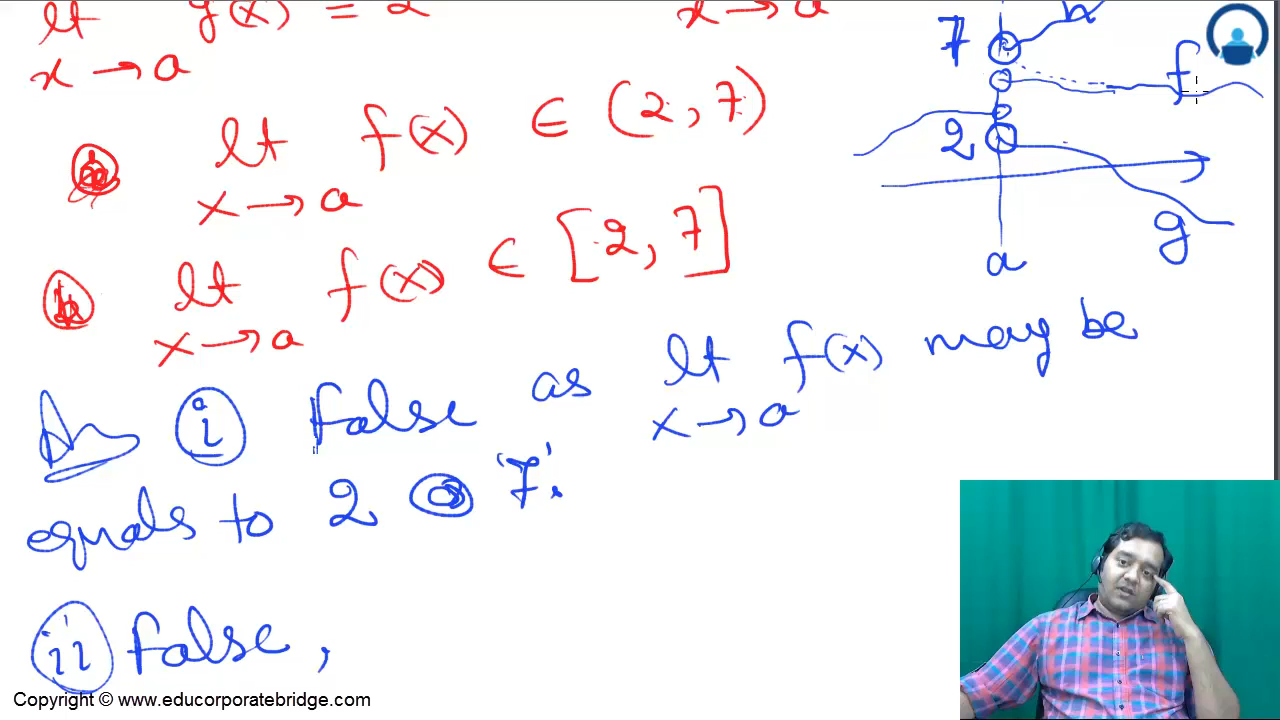 lt g(x) = 2
x → a x → a
lt f(x) ∈ (2, 7)
x → a
lt f(x) ∈ [2, 7]
x → a
7
f
2
g
a
Ans i False as lt f(x) may be
x → a
equals to 2 or '7'.
ii False,
Copyright © www.educorporatebridge.com